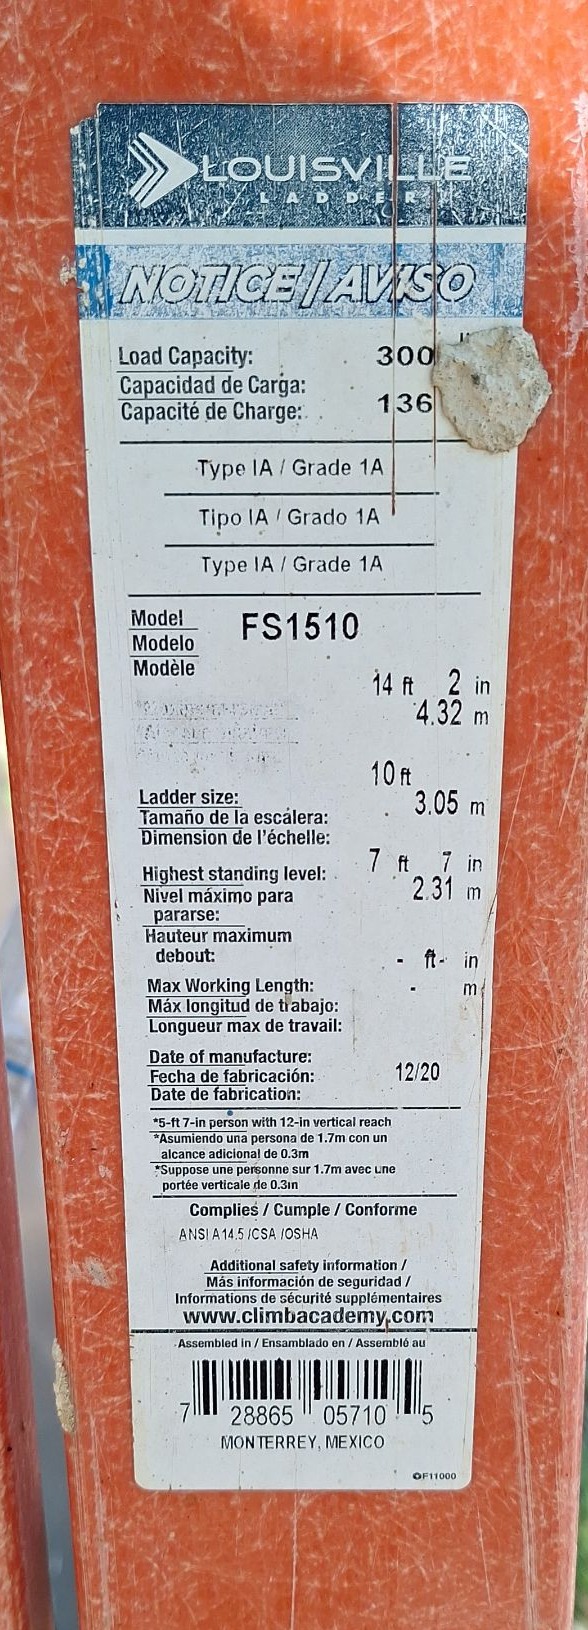 LOUISVILLE
LADDER
NOTICE / AVISO
Load Capacity: 300
Capacidad de Carga:
Capacité de Charge: 136
Type IA / Grade 1A
Tipo IA / Grado 1A
Type IA / Grade 1A
Model FS1510
Modelo
Modèle
14 ft 2 in
4.32 m
10 ft
Ladder size: 3.05 m
Tamaño de la escalera:
Dimension de l'échelle:
7 ft 7 in
Highest standing level: 2.31 m
Nivel máximo para
pararse:
Hauteur maximum
debout: - ft - in
Max Working Length: - m
Máx longitud de trabajo:
Longueur max de travail:
Date of manufacture:
Fecha de fabricación: 12/20
Date de fabrication:
*5-ft 7-in person with 12-in vertical reach
*Asumiendo una persona de 1.7m con un
alcance adicional de 0.3m
*Suppose une personne sur 1.7m avec une
portée verticale de 0.3m
Complies / Cumple / Conforme
ANSI A14.5 /CSA /OSHA
Additional safety information /
Más información de seguridad /
Informations de sécurité supplémentaires
www.climbacademy.com
Assembled in / Ensamblado en / Assemblé au
7 28865 05710 5
MONTERREY, MEXICO
©F11000